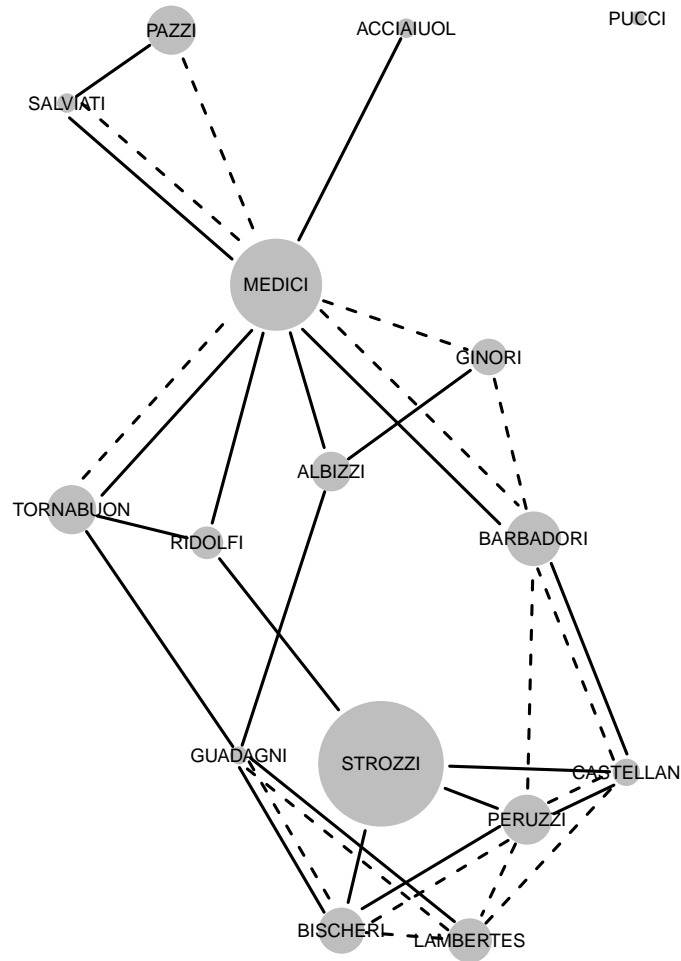 PUCCI
PAZZI
ACCIAIUOL
SALVIATI
MEDICI
GINORI
ALBIZZI
TORNABUON
RIDOLFI
BARBADORI
GUADAGNI
STROZZI
CASTELLAN
PERUZZI
BISCHERI
LAMBERTES